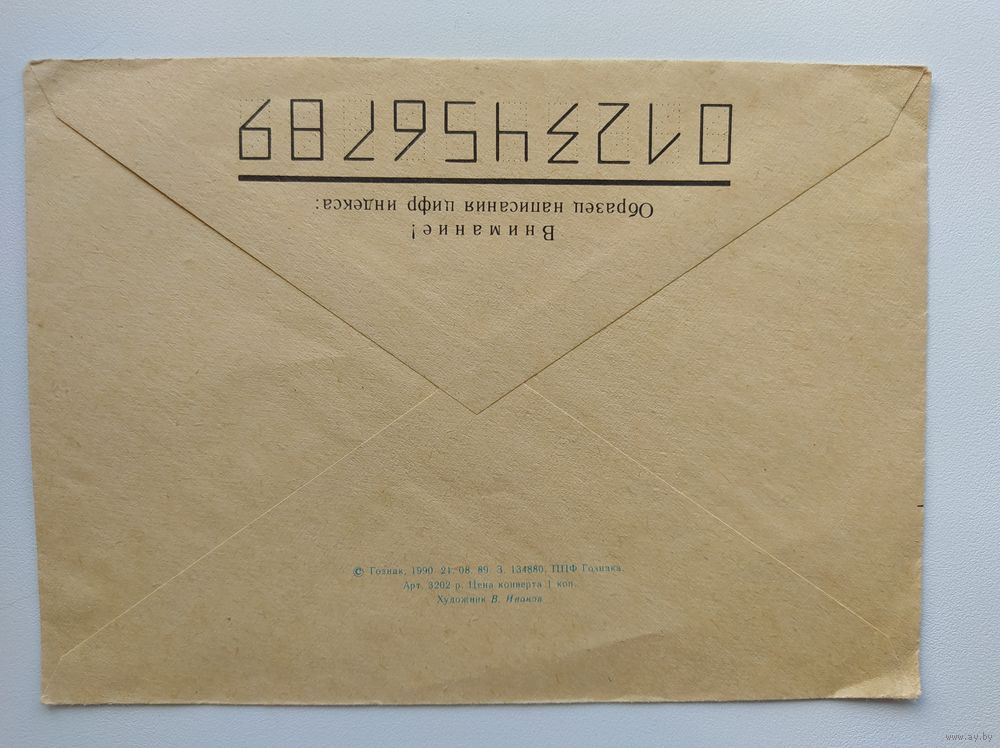 Внимание!
Образец написания цифр индекса:
0123456789
© Гознак, 1990. 21. 08. 89. З. 134880. ППФ Гознака.
Арт. 3202 р. Цена конверта 1 коп.
Художник В. Иванов
www.ay.by